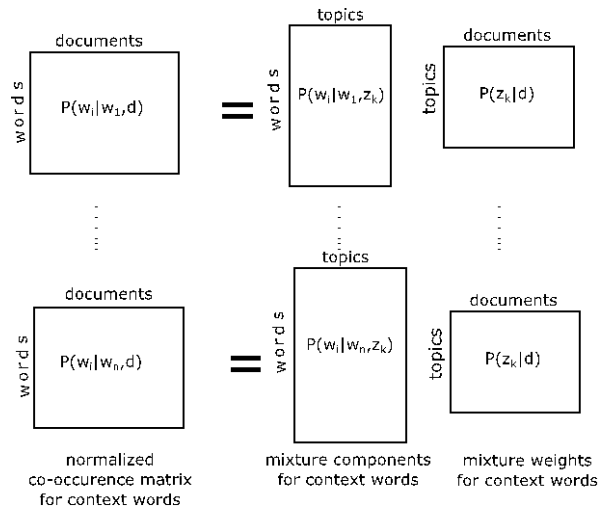 topics
documents
documents
words
P(wᵢ|w₁,d)
=
words
P(wᵢ|w₁,zₖ)
topics
P(zₖ|d)
topics
documents
documents
words
P(wᵢ|wₙ,d)
=
words
P(wᵢ|wₙ,zₖ)
topics
P(zₖ|d)
normalized
co-occurence matrix
for context words
mixture components
for context words
mixture weights
for context words